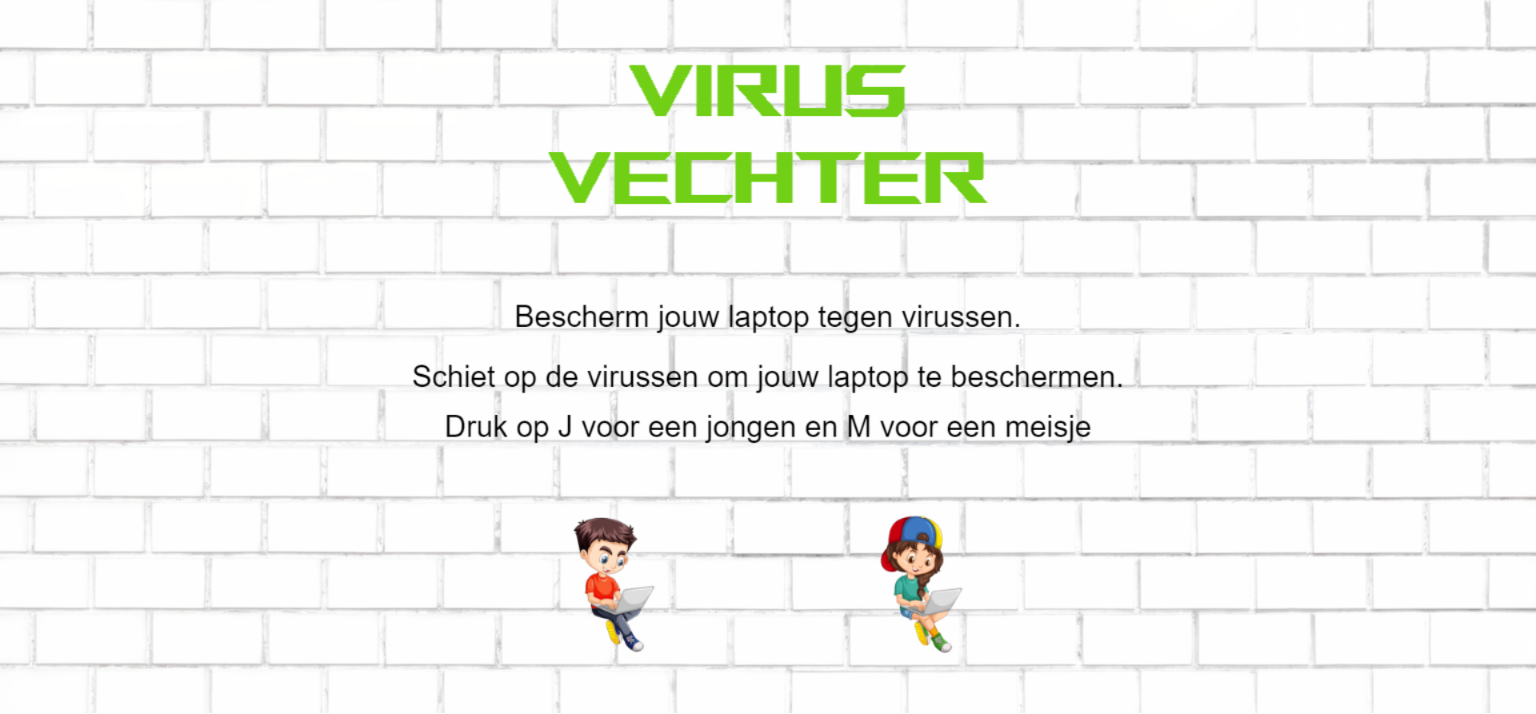 VIRUS
VECHTER
Bescherm jouw laptop tegen virussen.
Schiet op de virussen om jouw laptop te beschermen.
Druk op J voor een jongen en M voor een meisje